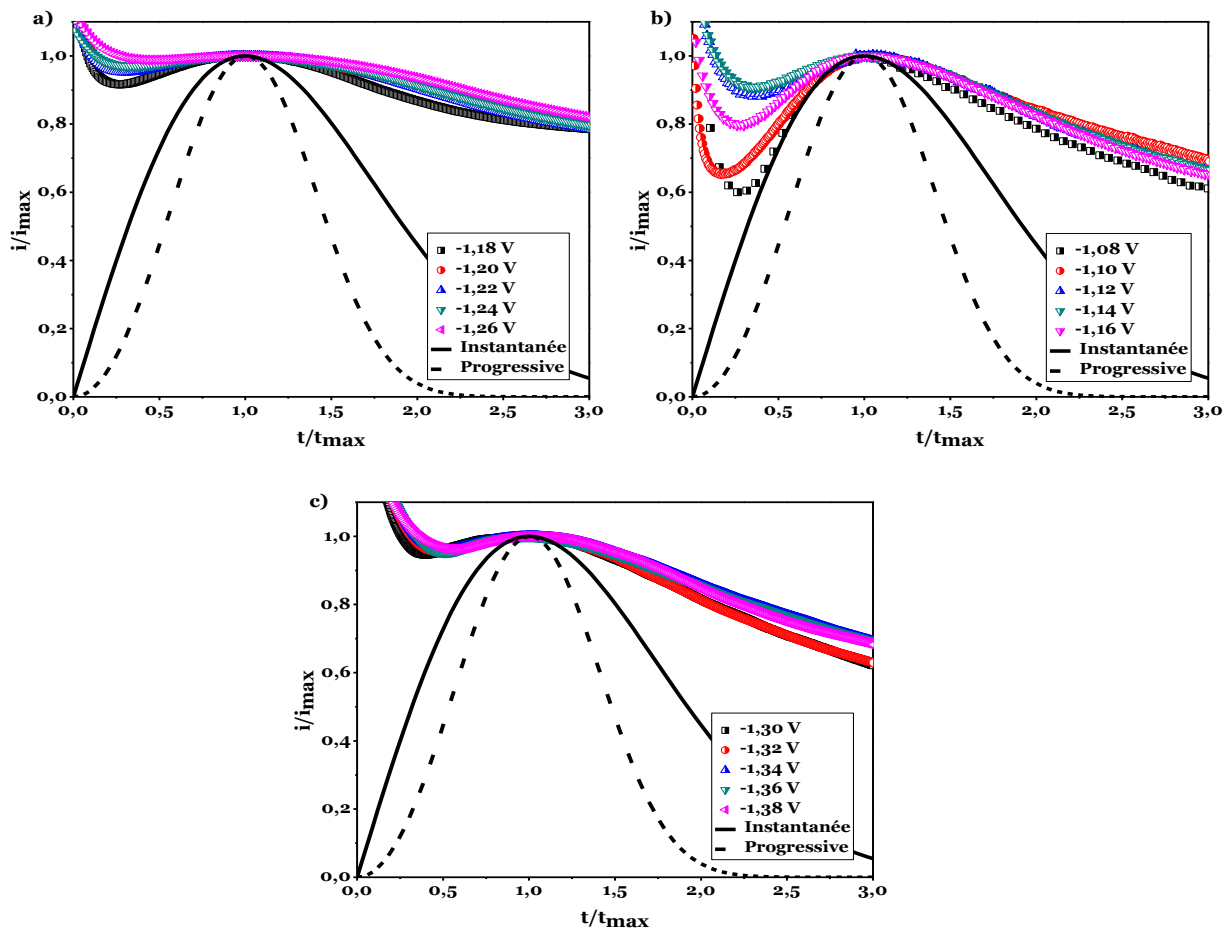 a)
i/imax
1,0
0,8
0,6
0,4
0,2
0,0
-1,18 V
-1,20 V
-1,22 V
-1,24 V
-1,26 V
Instantanée
Progressive
0,0 0,5 1,0 1,5 2,0 2,5 3,0
t/tmax
b)
i/imax
1,0
0,8
0,6
0,4
0,2
0,0
-1,08 V
-1,10 V
-1,12 V
-1,14 V
-1,16 V
Instantanée
Progressive
0,0 0,5 1,0 1,5 2,0 2,5 3,0
t/tmax
c)
i/imax
1,0
0,8
0,6
0,4
0,2
0,0
-1,30 V
-1,32 V
-1,34 V
-1,36 V
-1,38 V
Instantanée
Progressive
0,0 0,5 1,0 1,5 2,0 2,5 3,0
t/tmax